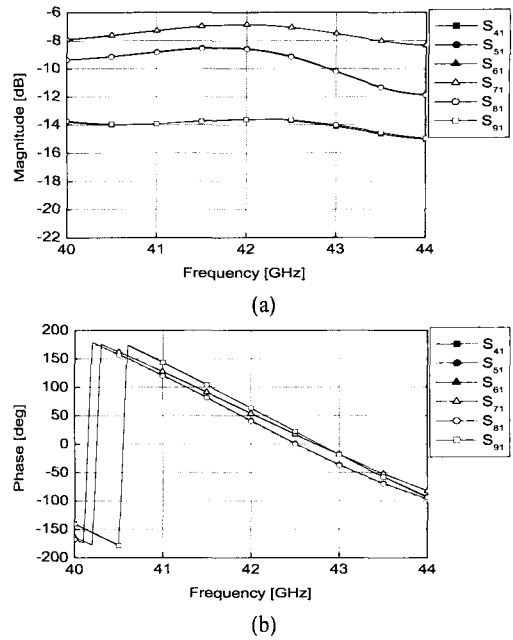 -6
-8
-10
-12
-14
-16
-18
-20
-22
Magnitude [dB]
40 41 42 43 44
Frequency [GHz]
S41
S51
S61
S71
S81
S91
(a)
200
150
100
50
0
-50
-100
-150
-200
Phase [deg]
40 41 42 43 44
Frequency [GHz]
S41
S51
S61
S71
S81
S91
(b)